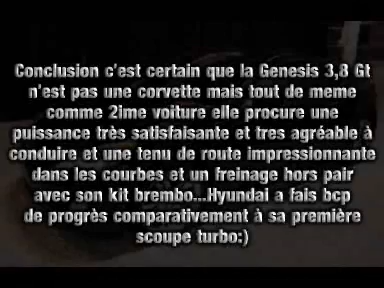 Conclusion c'est certain que la Genesis 3,8 Gt
n'est pas une corvette mais tout de meme
comme 2ime voiture elle procure une
puissance très satisfaisante et tres agréable à
conduire et une tenu de route impressionnante
dans les courbes et un freinage hors pair
avec son kit brembo...Hyundai a fais bcp
de progrès comparativement à sa première
scoupe turbo:)